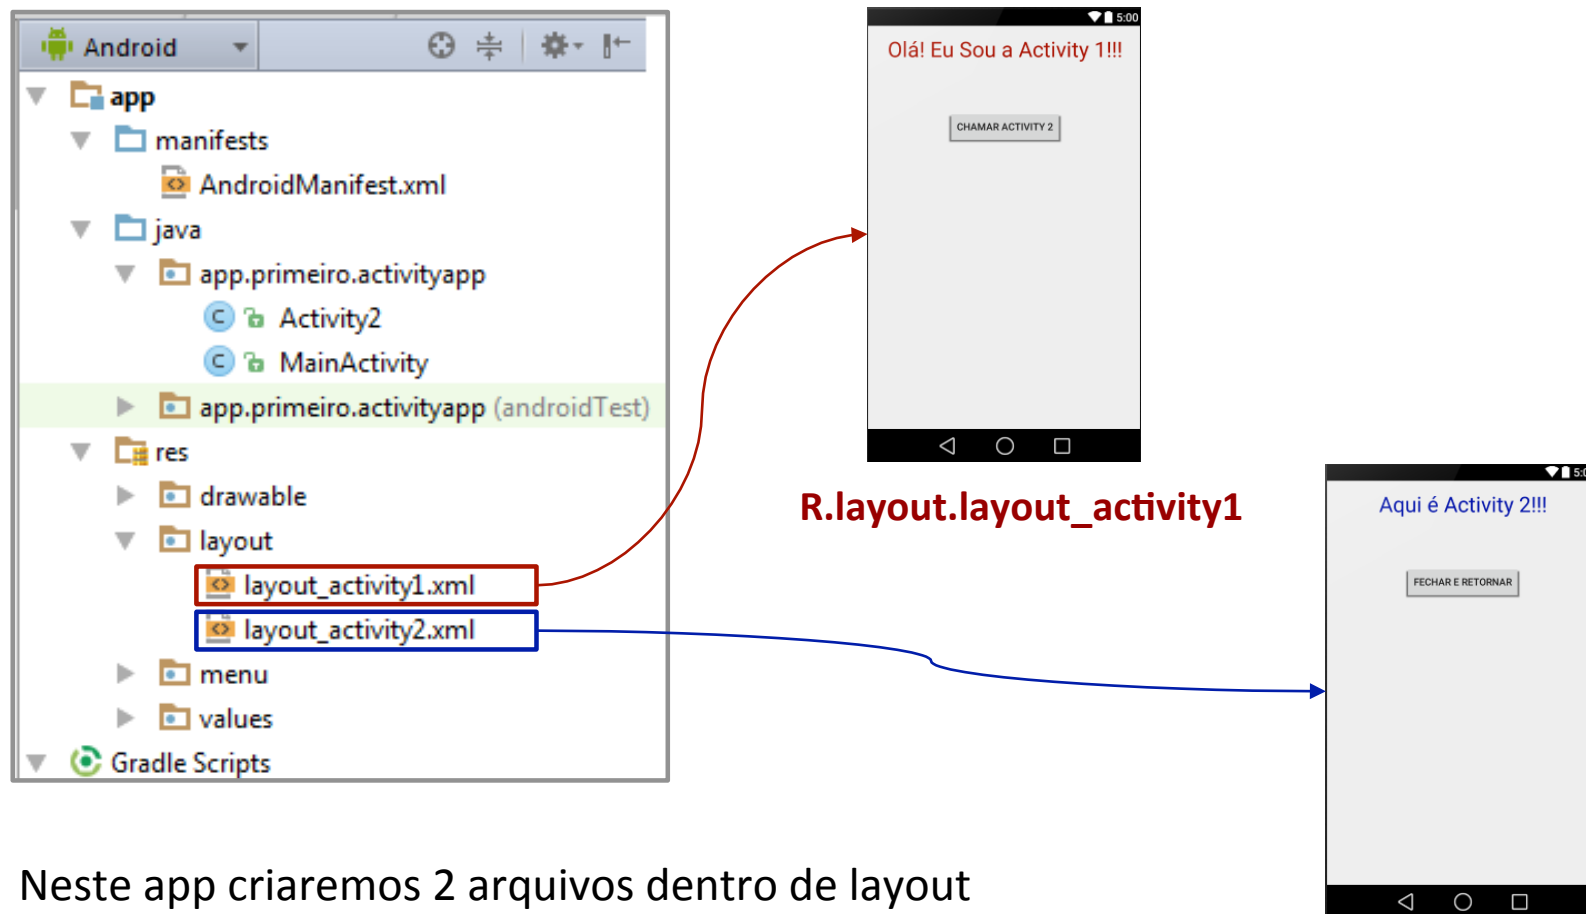 Android
app
manifests
AndroidManifest.xml
java
app.primeiro.activityapp
Activity2
MainActivity
app.primeiro.activityapp (androidTest)
res
drawable
layout
layout_activity1.xml
layout_activity2.xml
menu
values
Gradle Scripts
5:00
Olá! Eu Sou a Activity 1!!!
CHAMAR ACTIVITY 2
R.layout.layout_activity1
5:0
Aqui é Activity 2!!!
FECHAR E RETORNAR
Neste app criaremos 2 arquivos dentro de layout